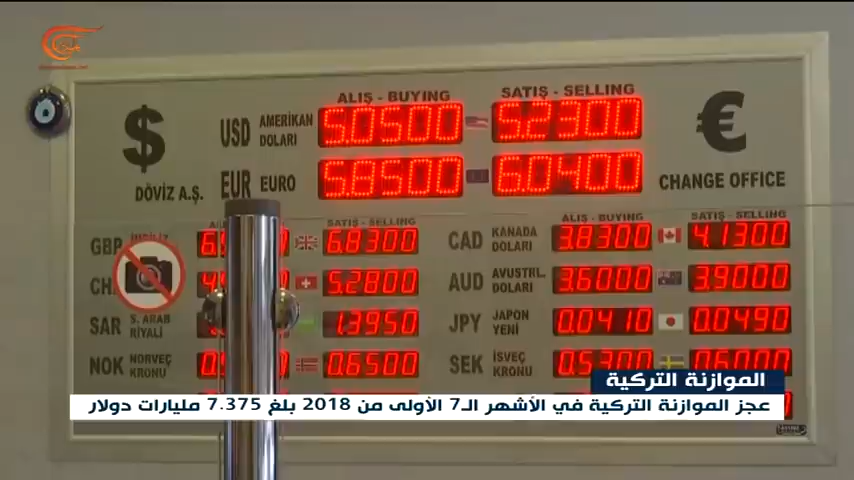 ALIŞ - BUYING
SATIŞ - SELLING
$
USD AMERİKAN DOLARI 5.0500 5.2300
€
EUR EURO 5.8500 6.0400
DÖVİZ A.Ş.
CHANGE OFFICE
SATIŞ - SELLING
ALIŞ - BUYING
SATIŞ - SELLING
GBP 6.8300
CAD KANADA DOLARI 3.8300 4.1300
5.2800
AUD AVUSTRL. DOLARI 3.6000 3.9000
SAR S. ARAB RİYALİ 1.3950
JPY JAPON YENİ 0.0410 0.0490
NOK NORVEÇ KRONU 0.6500
SEK İSVEÇ KRONU 0.5300 0.6000
الموازنة التركية
عجز الموازنة التركية في الأشهر الـ7 الأولى من 2018 بلغ 7.375 مليارات دولار